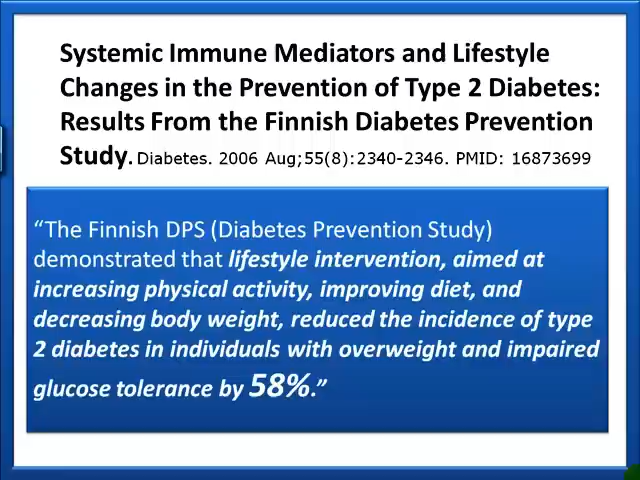 Systemic Immune Mediators and Lifestyle
Changes in the Prevention of Type 2 Diabetes:
Results From the Finnish Diabetes Prevention
Study. Diabetes. 2006 Aug;55(8):2340-2346. PMID: 16873699
“The Finnish DPS (Diabetes Prevention Study)
demonstrated that lifestyle intervention, aimed at
increasing physical activity, improving diet, and
decreasing body weight, reduced the incidence of type
2 diabetes in individuals with overweight and impaired
glucose tolerance by 58%.”